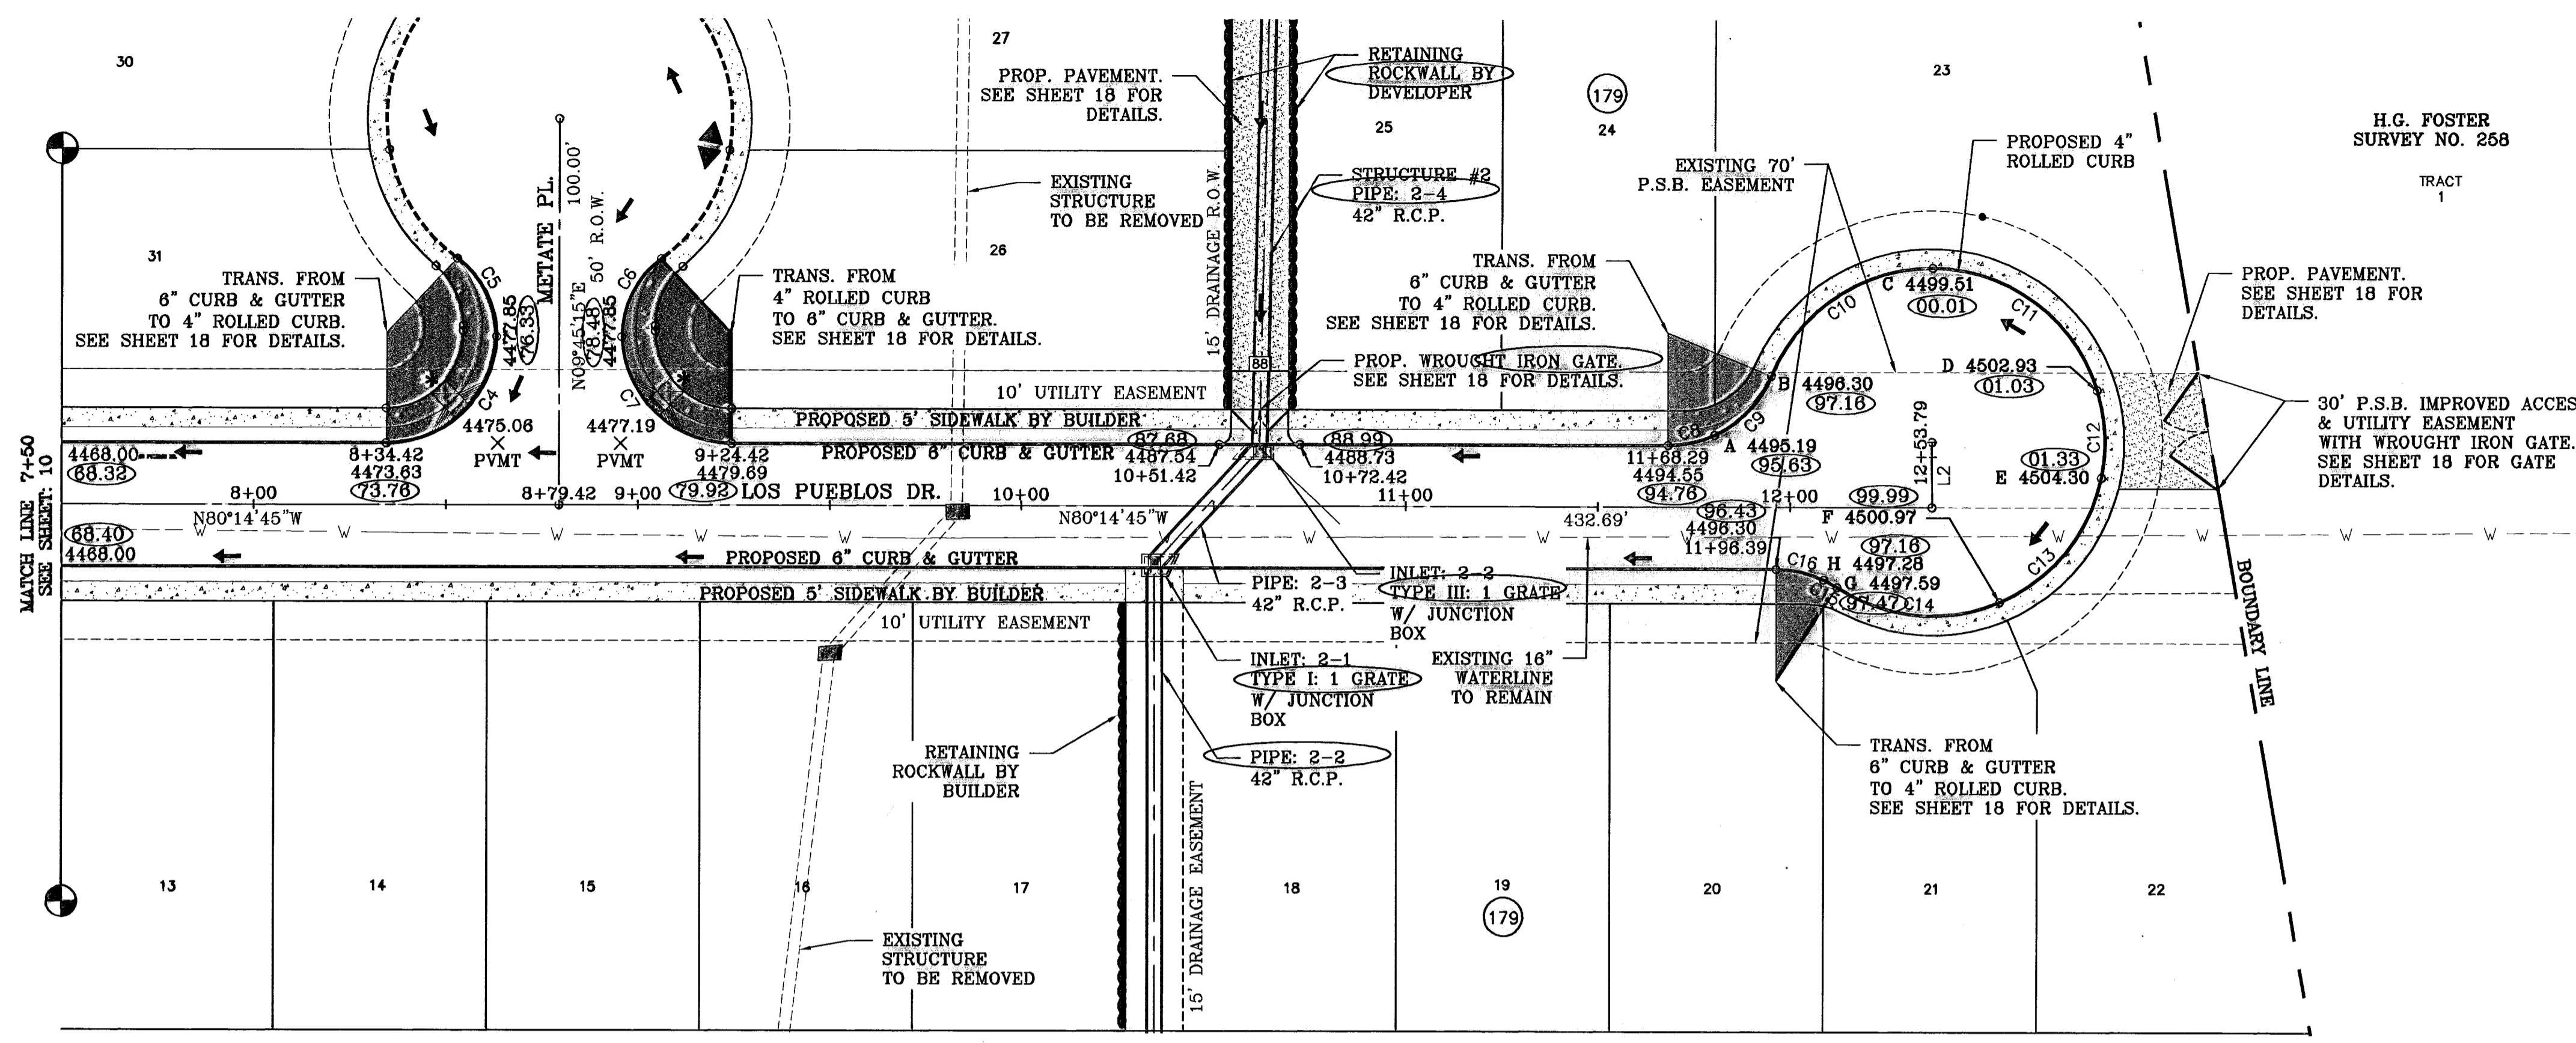 30
27
23
RETAINING
ROCKWALL BY
DEVELOPER
PROP. PAVEMENT.
SEE SHEET 18 FOR
DETAILS.
179
25
24
H.G. FOSTER
SURVEY NO. 258
TRACT
1
PROPOSED 4"
ROLLED CURB
EXISTING 70'
P.S.B. EASEMENT
METATE PL.
100.00'
50' R.O.W.
N09°45'15"E
EXISTING
STRUCTURE
TO BE REMOVED
15' DRAINAGE R.O.W.
STRUCTURE #2
PIPE: 2-4
42" R.C.P.
31
26
TRANS. FROM
6" CURB & GUTTER
TO 4" ROLLED CURB.
SEE SHEET 18 FOR DETAILS.
C5
C6
4477.85
76.33
78.48
4477.85
TRANS. FROM
4" ROLLED CURB
TO 6" CURB & GUTTER.
SEE SHEET 18 FOR DETAILS.
TRANS. FROM
6" CURB & GUTTER
TO 4" ROLLED CURB.
SEE SHEET 18 FOR DETAILS.
C10
C 4499.51
00.01
C11
PROP. PAVEMENT.
SEE SHEET 18 FOR
DETAILS.
88
PROP. WROUGHT IRON GATE.
SEE SHEET 18 FOR DETAILS.
D 4502.93
01.03
B 4496.30
97.16
10' UTILITY EASEMENT
C4
C7
C8
C9
C12
PROPOSED 5' SIDEWALK BY BUILDER
PROPOSED 6" CURB & GUTTER
30' P.S.B. IMPROVED ACCES
& UTILITY EASEMENT
WITH WROUGHT IRON GATE.
SEE SHEET 18 FOR GATE
DETAILS.
MATCH LINE 7+50
SEE SHEET: 10
4468.00
68.32
8+34.42
4473.63
73.76
4475.06
PVMT
4477.19
PVMT
9+24.42
4479.69
79.92
87.68
4487.54
10+51.42
88.99
4488.73
10+72.42
11+68.29
4494.55
94.76
A 4495.19
95.63
12+53.79
L2
01.33
E 4504.30
8+00
8+79.42
9+00
LOS PUEBLOS DR.
10+00
11+00
12+00
99.99
F 4500.97
N80°14'45"W
N80°14'45"W
432.69'
96.43
4496.30
11+96.39
W W W W W W W W W W W W
68.40
4468.00
PROPOSED 6" CURB & GUTTER
PROPOSED 5' SIDEWALK BY BUILDER
10' UTILITY EASEMENT
PIPE: 2-3
42" R.C.P.
INLET: 2-2
TYPE III: 1 GRATE
W/ JUNCTION
BOX
97.16
C16 H 4497.28
G 4497.59
97.47
C14
C13
BOUNDARY LINE
INLET: 2-1
TYPE I: 1 GRATE
W/ JUNCTION
BOX
EXISTING 16"
WATERLINE
TO REMAIN
RETAINING
ROCKWALL BY
BUILDER
PIPE: 2-2
42" R.C.P.
TRANS. FROM
6" CURB & GUTTER
TO 4" ROLLED CURB.
SEE SHEET 18 FOR DETAILS.
15' DRAINAGE EASEMENT
13
14
15
16
17
18
19
20
21
22
179
EXISTING
STRUCTURE
TO BE REMOVED